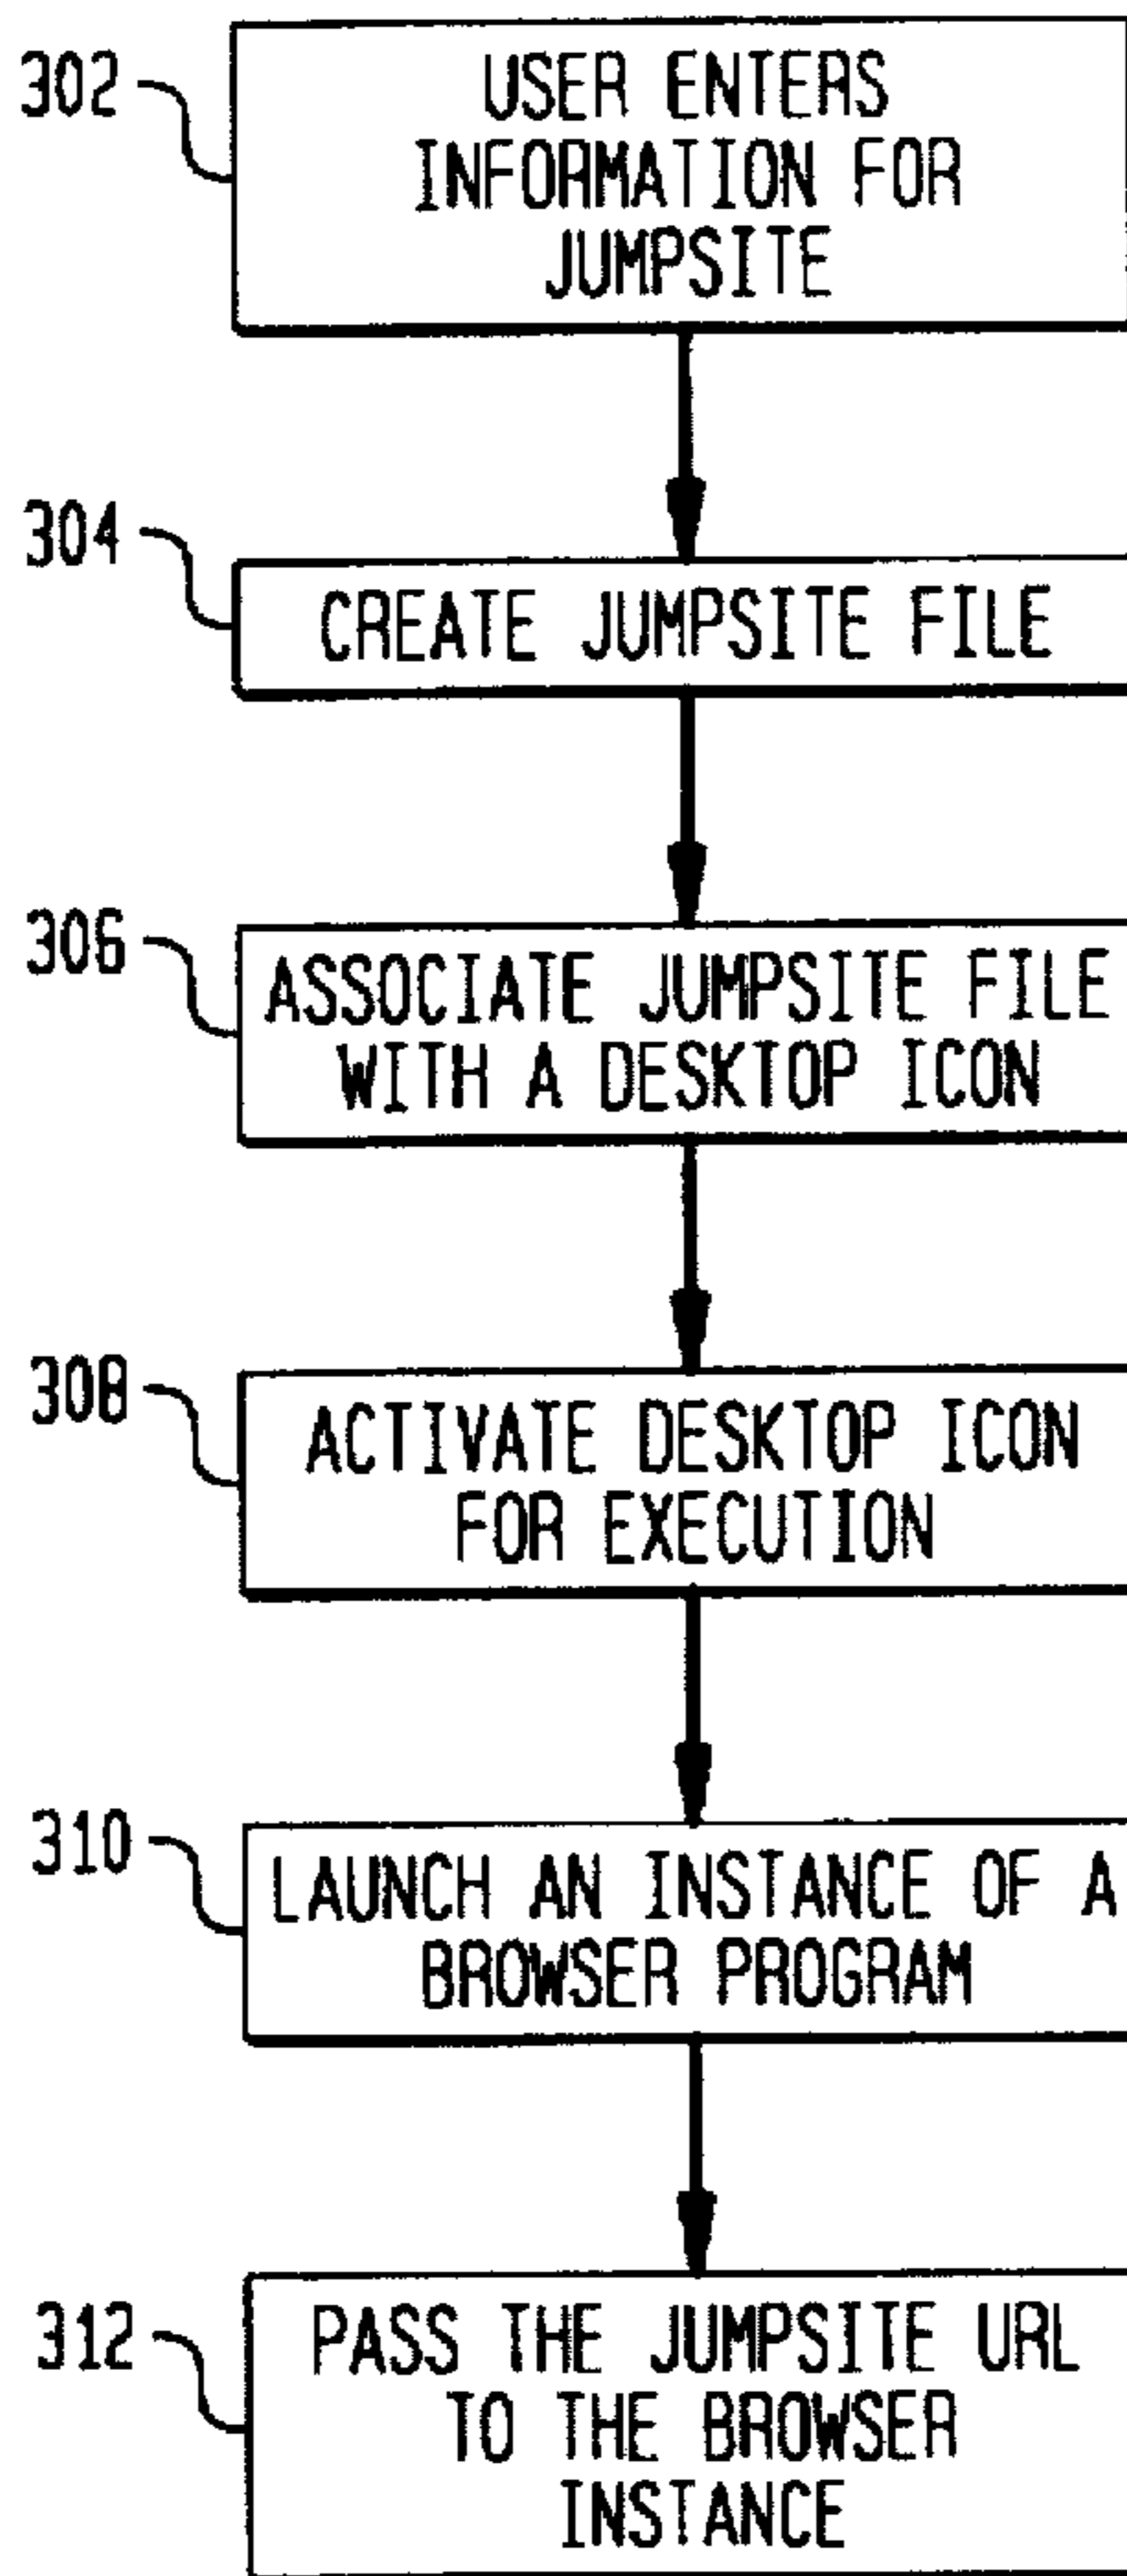 302
USER ENTERS
INFORMATION FOR
JUMPSITE
304
CREATE JUMPSITE FILE
306
ASSOCIATE JUMPSITE FILE
WITH A DESKTOP ICON
308
ACTIVATE DESKTOP ICON
FOR EXECUTION
310
LAUNCH AN INSTANCE OF A
BROWSER PROGRAM
312
PASS THE JUMPSITE URL
TO THE BROWSER
INSTANCE